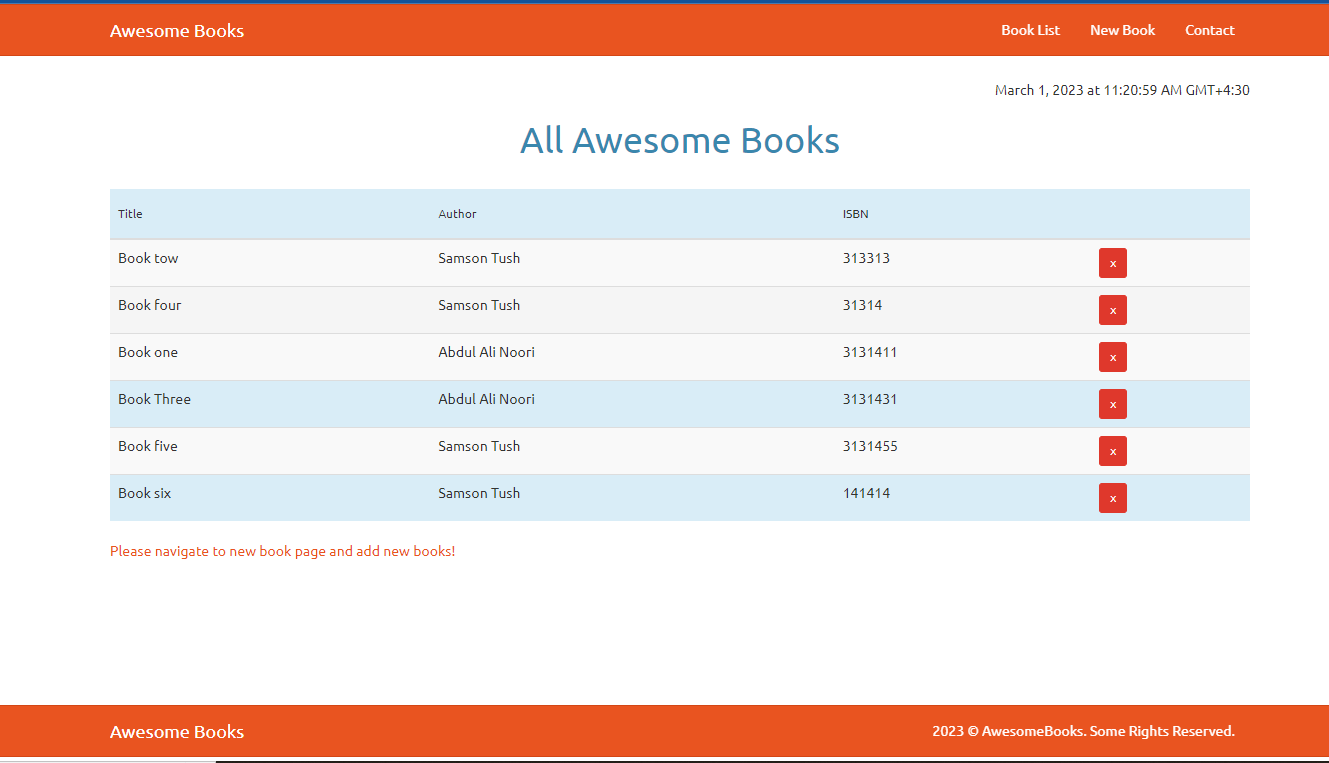 Awesome Books Book List New Book Contact
March 1, 2023 at 11:20:59 AM GMT+4:30
All Awesome Books
Title Author ISBN
Book tow Samson Tush 313313 x
Book four Samson Tush 31314 x
Book one Abdul Ali Noori 3131411 x
Book Three Abdul Ali Noori 3131431 x
Book five Samson Tush 3131455 x
Book six Samson Tush 141414 x
Please navigate to new book page and add new books!
Awesome Books 2023 © AwesomeBooks. Some Rights Reserved.